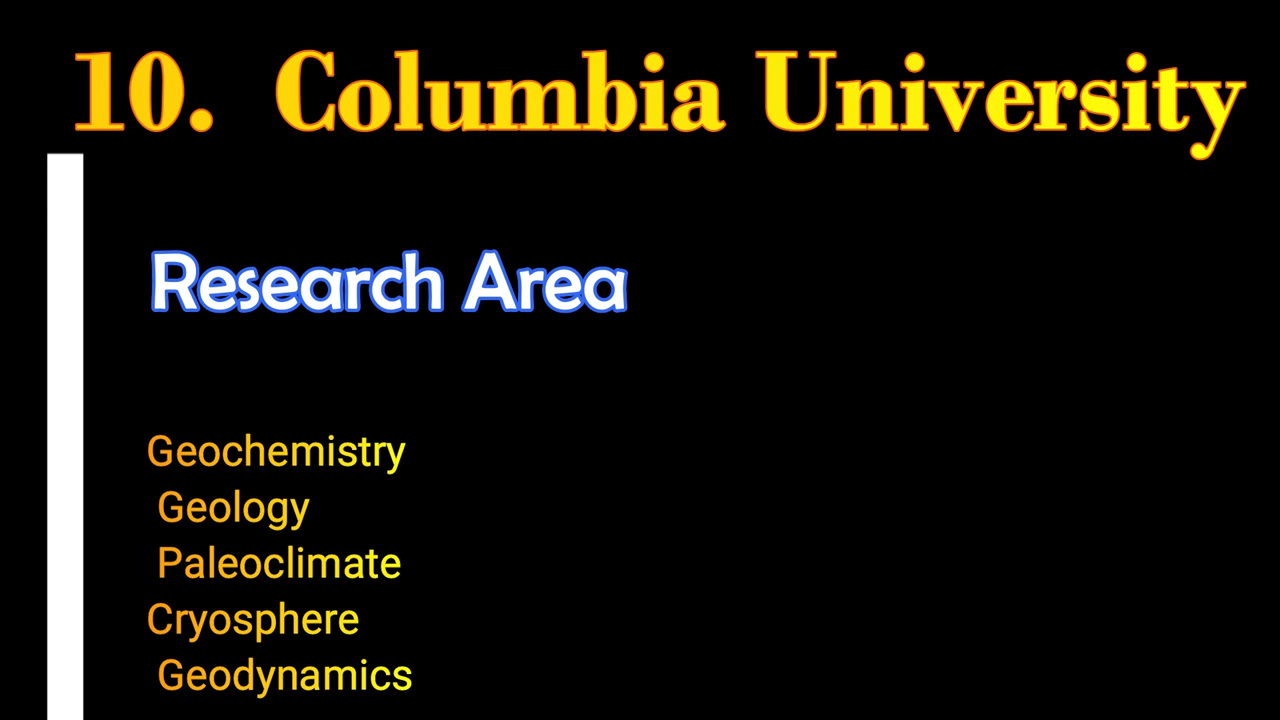 10. Columbia University
Research Area
Geochemistry
Geology
Paleoclimate
Cryosphere
Geodynamics